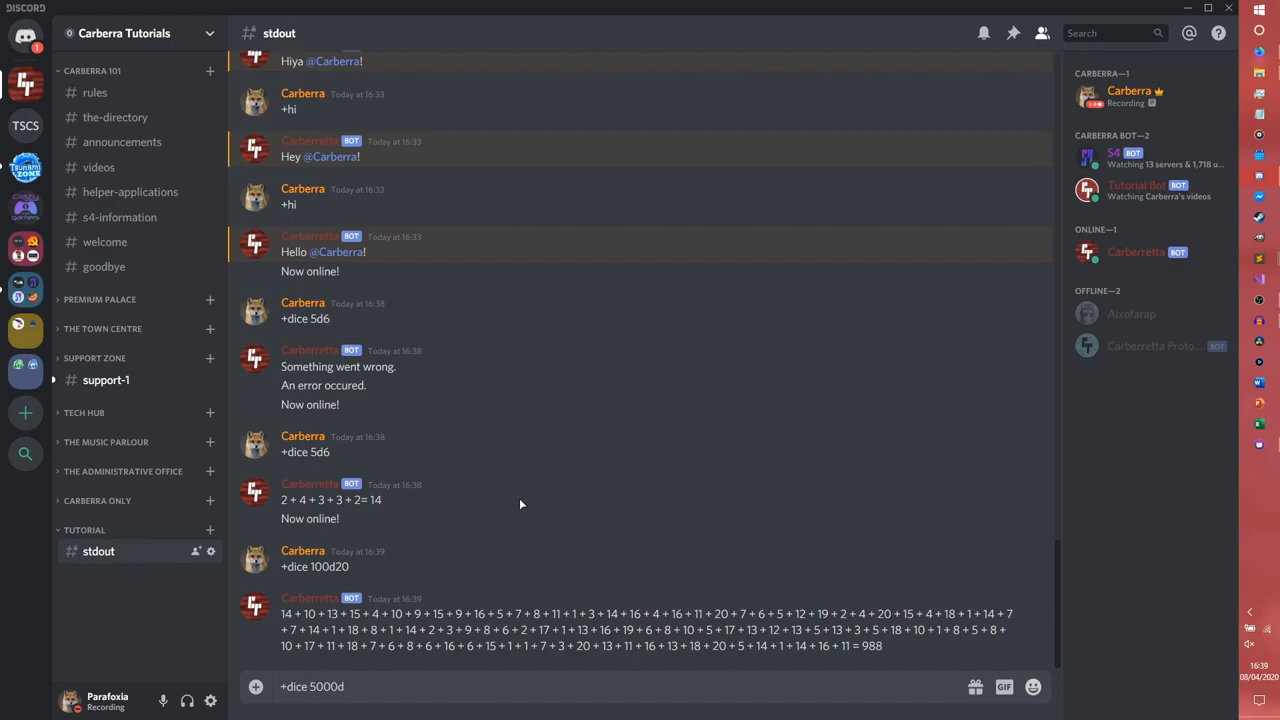 DISCORD
1
Carberra Tutorials
CARBERRA 101
rules
the-directory
announcements
videos
helper-applications
s4-information
welcome
goodbye
PREMIUM PALACE
THE TOWN CENTRE
SUPPORT ZONE
support-1
TECH HUB
THE MUSIC PARLOUR
THE ADMINISTRATIVE OFFICE
CARBERRA ONLY
TUTORIAL
stdout
TSCS
Parafoxia
Recording
stdout
Search
Hiya @Carberra!
Carberra Today at 16:33
+hi
Carberretta BOT Today at 16:33
Hey @Carberra!
Carberra Today at 16:33
+hi
Carberretta BOT Today at 16:33
Hello @Carberra!
Now online!
Carberra Today at 16:38
+dice 5d6
Carberretta BOT Today at 16:38
Something went wrong.
An error occured.
Now online!
Carberra Today at 16:38
+dice 5d6
Carberretta BOT Today at 16:38
2 + 4 + 3 + 3 + 2= 14
Now online!
Carberra Today at 16:39
+dice 100d20
Carberretta BOT Today at 16:39
14 + 10 + 13 + 15 + 4 + 10 + 9 + 15 + 9 + 16 + 5 + 7 + 8 + 11 + 1 + 3 + 14 + 16 + 4 + 16 + 11 + 20 + 7 + 6 + 5 + 12 + 19 + 2 + 4 + 20 + 15 + 4 + 18 + 1 + 14 + 7
+ 7 + 14 + 1 + 18 + 8 + 1 + 14 + 2 + 3 + 9 + 8 + 6 + 2 + 17 + 1 + 13 + 16 + 19 + 6 + 8 + 10 + 5 + 17 + 13 + 12 + 13 + 5 + 13 + 3 + 5 + 18 + 10 + 1 + 8 + 5 + 8 +
10 + 17 + 11 + 18 + 7 + 6 + 8 + 6 + 16 + 6 + 15 + 1 + 1 + 7 + 3 + 20 + 13 + 11 + 16 + 13 + 18 + 20 + 5 + 14 + 1 + 14 + 16 + 11 = 988
+dice 5000d
GIF
CARBERRA—1
Carberra
Recording
CARBERRA BOT—2
S4 BOT
Watching 13 servers & 1,718 u...
Tutorial Bot BOT
Watching Carberra's videos
ONLINE—1
Carberretta BOT
OFFLINE—2
Aixofarap
Carberretta Proto... BOT
16:39
08/04/2020